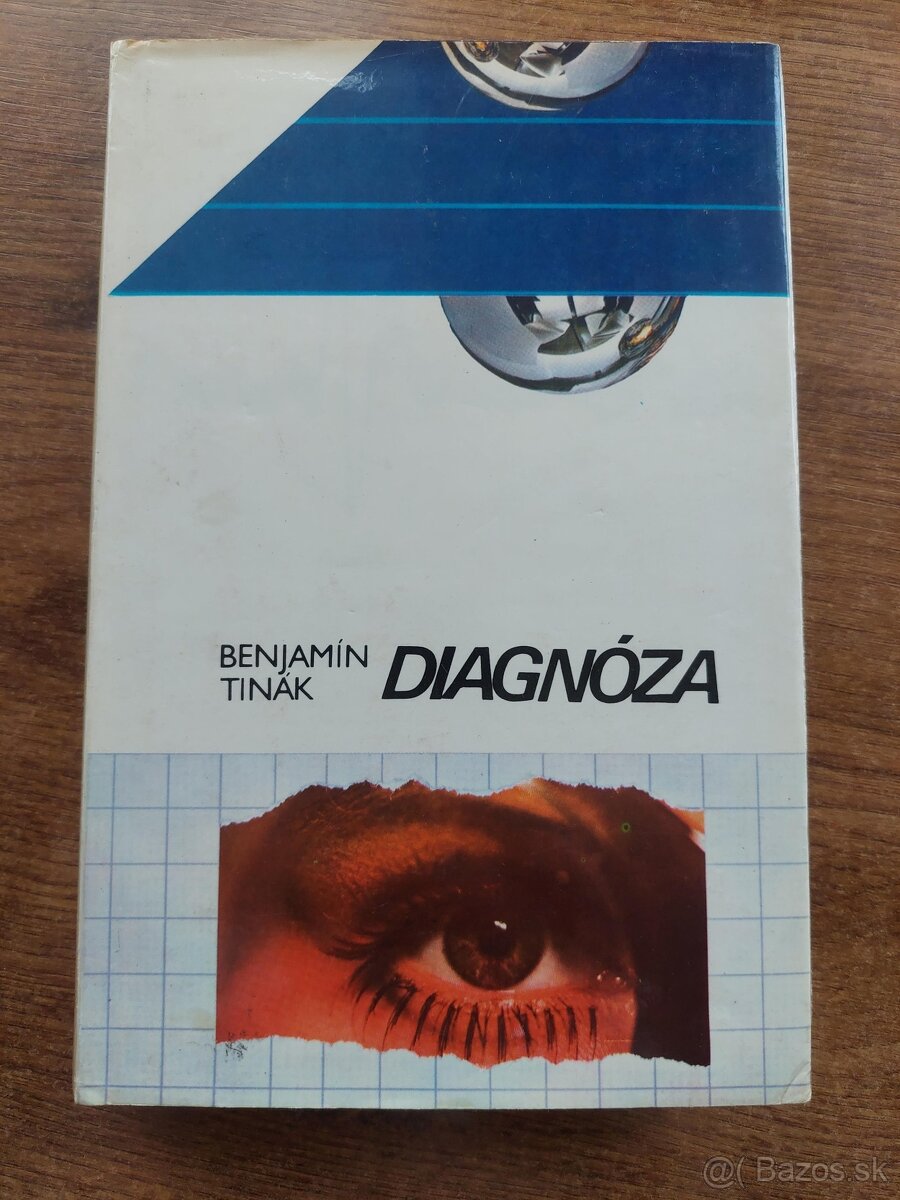 BENJAMÍN
TINÁK
DIAGNÓZA
@( Bazos.sk